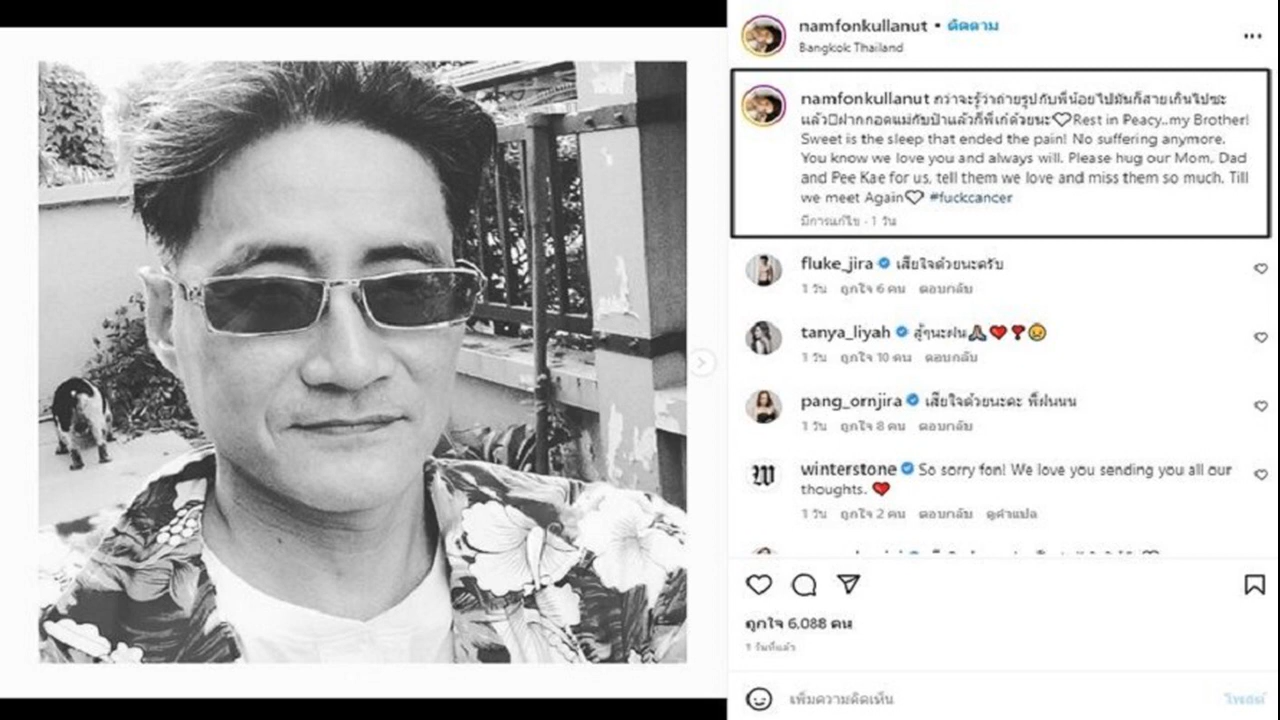 namfonkullanut • ติดตาม
Bangkok Thailand
namfonkullanut กว่าจะรู้ว่าถ่ายรูปกับพี่น้อยไปมันก็สายเกินไปซะ
แล้ว ฝากกอดแม่กับป๊าแล้วก็พี่เก๋ด้วยนะ♡Rest in Peacy..my Brother!
Sweet is the sleep that ended the pain! No suffering anymore.
You know we love you and always will. Please hug our Mom, Dad
and Pee Kae for us, tell them we love and miss them so much. Till
we meet Again♡ #fuckcancer
มีการแก้ไข · 1 วัน
fluke_jira เสียใจด้วยนะครับ
1 วัน ถูกใจ 6 คน ตอบกลับ
tanya_liyah สู้ๆนะฝน🙏❤️❣️😢
1 วัน ถูกใจ 10 คน ตอบกลับ
pang_ornjira เสียใจด้วยนะคะ พี่ฝนนน
1 วัน ถูกใจ 8 คน ตอบกลับ
winterstone So sorry fon! We love you sending you all our
thoughts. ❤️
1 วัน ถูกใจ 2 คน ตอบกลับ ดูคำแปล
ถูกใจ 6,088 คน
1 วันที่แล้ว
เพิ่มความคิดเห็น
โพสต์